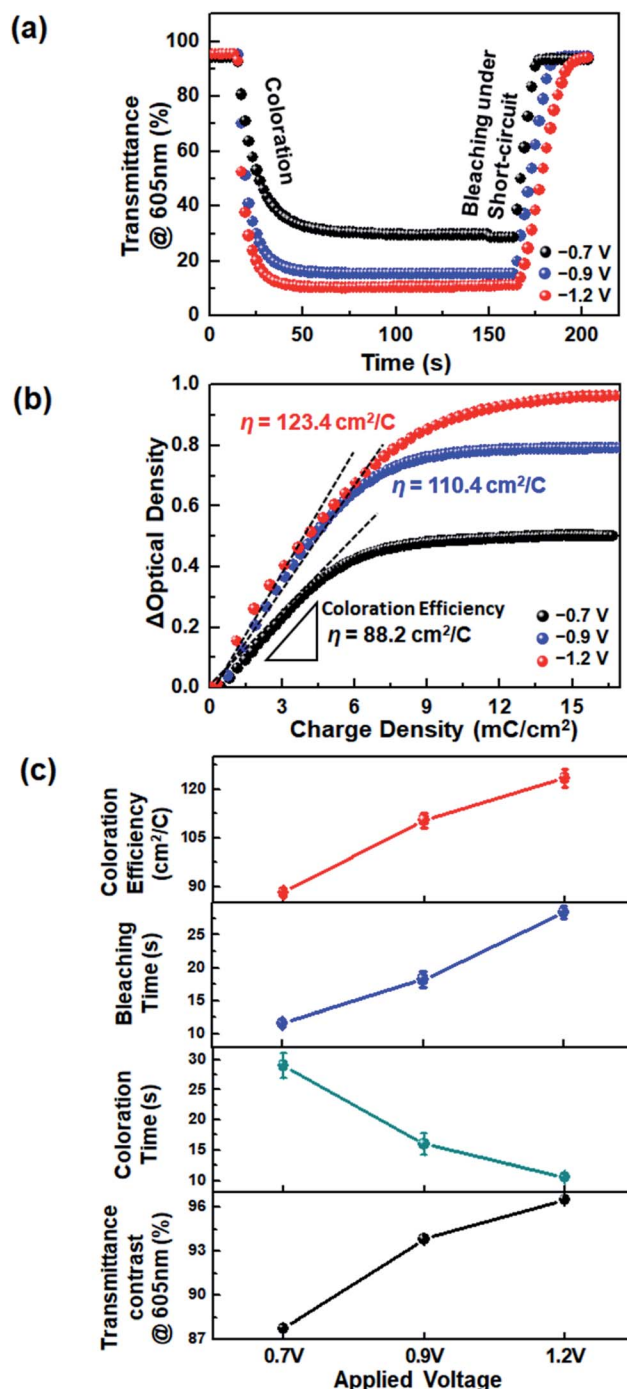 (a)
Transmittance
@ 605nm (%)
100
80
60
40
20
0
Coloration
Bleaching under
Short-circuit
−0.7 V
−0.9 V
−1.2 V
0 50 100 150 200
Time (s)
(b)
ΔOptical Density
1.0
0.8
0.6
0.4
0.2
0.0
η = 123.4 cm²/C
η = 110.4 cm²/C
Coloration Efficiency
η = 88.2 cm²/C
−0.7 V
−0.9 V
−1.2 V
0 3 6 9 12 15
Charge Density (mC/cm²)
(c)
Coloration
Efficiency
(cm²/C)
120
105
90
Bleaching
Time (s)
25
20
15
10
Coloration
Time (s)
30
25
20
15
10
Transmittance
contrast
@ 605nm (%)
96
93
90
87
0.7V 0.9V 1.2V
Applied Voltage